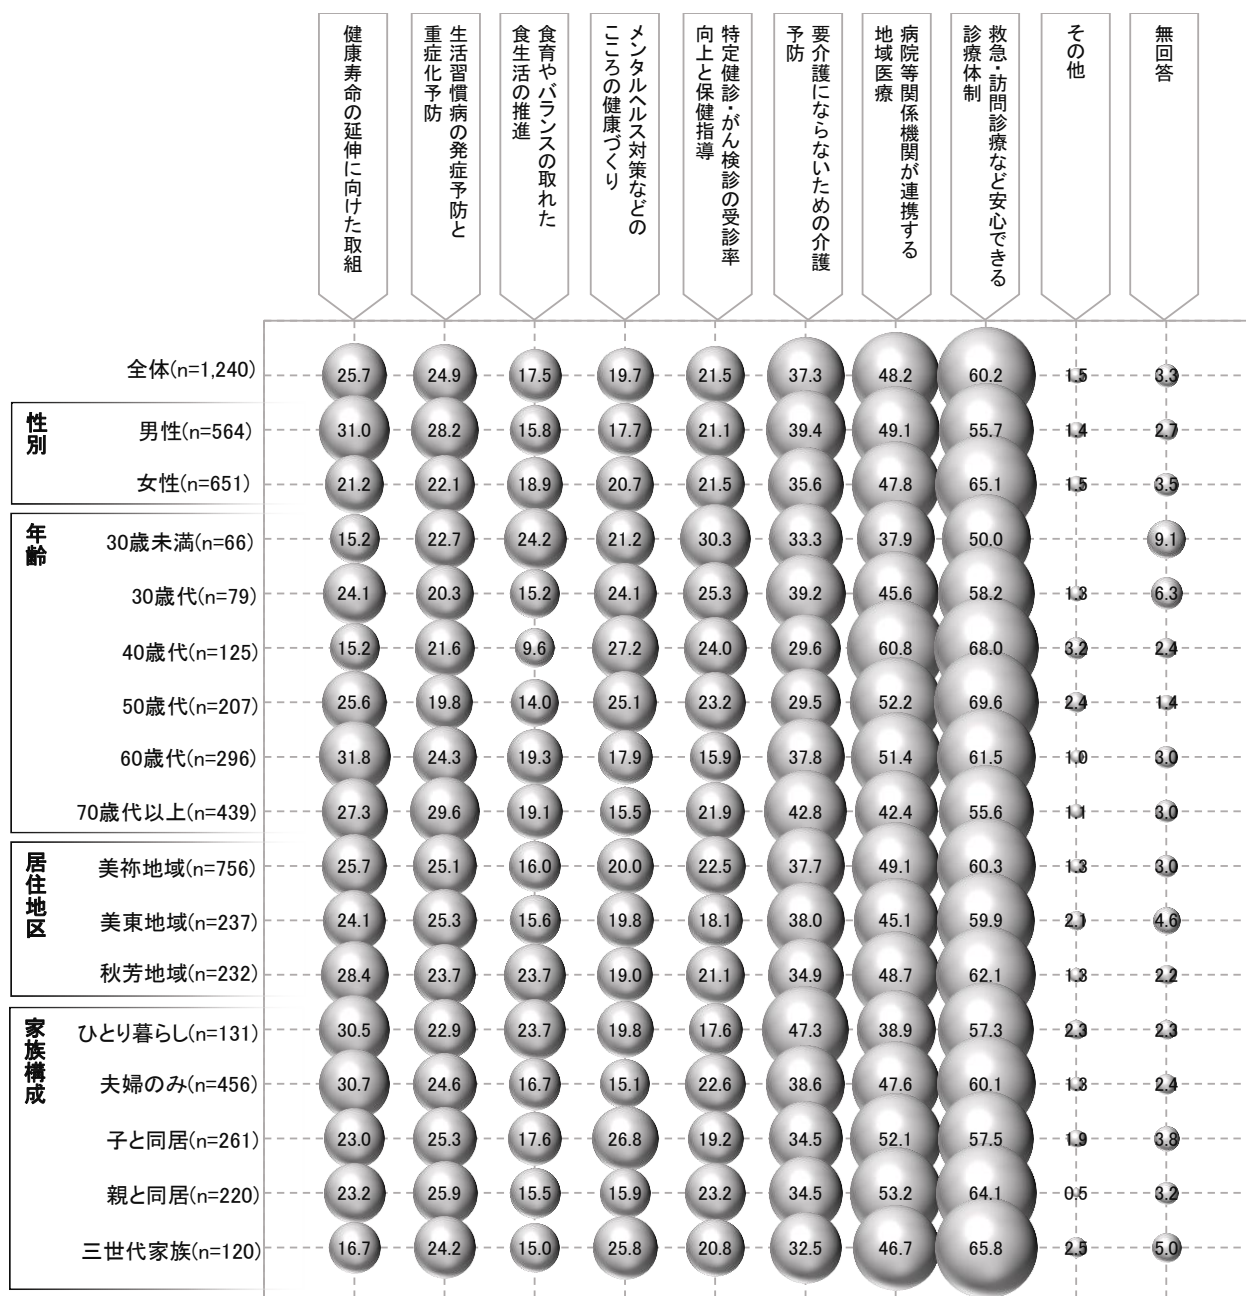 健康寿命の延伸に向けた取組
生活習慣病の発症予防と
重症化予防
食育やバランスの取れた
食生活の推進
メンタルヘルス対策などの
こころの健康づくり
特定健診・がん検診の受診率
向上と保健指導
要介護にならないための介護
予防
病院等関係機関が連携する
地域医療
救急・訪問診療など安心できる
診療体制
その他
無回答
全体(n=1,240) 25.7 24.9 17.5 19.7 21.5 37.3 48.2 60.2 1.5 3.3
性別
男性(n=564) 31.0 28.2 15.8 17.7 21.1 39.4 49.1 55.7 1.4 2.7
女性(n=651) 21.2 22.1 18.9 20.7 21.5 35.6 47.8 65.1 1.5 3.5
年齢
30歳未満(n=66) 15.2 22.7 24.2 21.2 30.3 33.3 37.9 50.0 9.1
30歳代(n=79) 24.1 20.3 15.2 24.1 25.3 39.2 45.6 58.2 1.3 6.3
40歳代(n=125) 15.2 21.6 9.6 27.2 24.0 29.6 60.8 68.0 3.2 2.4
50歳代(n=207) 25.6 19.8 14.0 25.1 23.2 29.5 52.2 69.6 2.4 1.4
60歳代(n=296) 31.8 24.3 19.3 17.9 15.9 37.8 51.4 61.5 1.0 3.0
70歳代以上(n=439) 27.3 29.6 19.1 15.5 21.9 42.8 42.4 55.6 1.1 3.0
居住地区
美祢地域(n=756) 25.7 25.1 16.0 20.0 22.5 37.7 49.1 60.3 1.3 3.0
美東地域(n=237) 24.1 25.3 15.6 19.8 18.1 38.0 45.1 59.9 2.1 4.6
秋芳地域(n=232) 28.4 23.7 23.7 19.0 21.1 34.9 48.7 62.1 1.3 2.2
家族構成
ひとり暮らし(n=131) 30.5 22.9 23.7 19.8 17.6 47.3 38.9 57.3 2.3 2.3
夫婦のみ(n=456) 30.7 24.6 16.7 15.1 22.6 38.6 47.6 60.1 1.3 2.4
子と同居(n=261) 23.0 25.3 17.6 26.8 19.2 34.5 52.1 57.5 1.9 3.8
親と同居(n=220) 23.2 25.9 15.5 15.9 23.2 34.5 53.2 64.1 0.5 3.2
三世代家族(n=120) 16.7 24.2 15.0 25.8 20.8 32.5 46.7 65.8 2.5 5.0